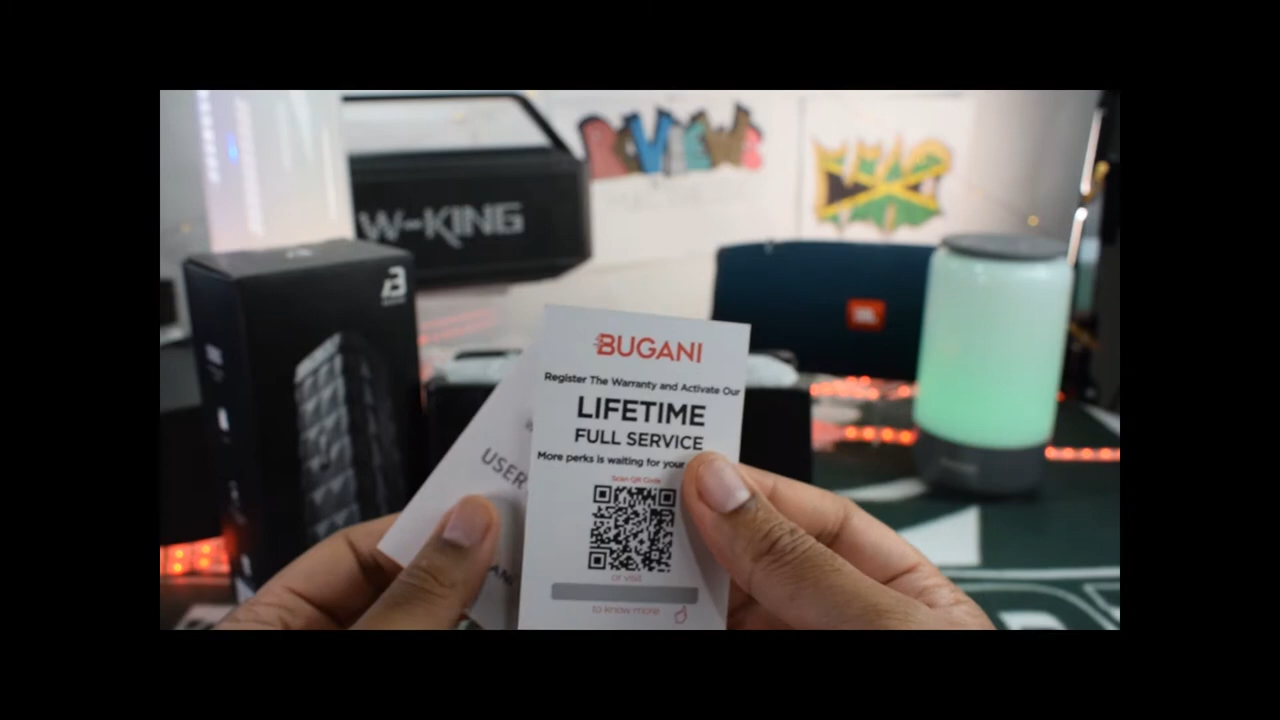 REVIEWS
W-KING
JBL
BUGANI
Register The Warranty and Activate Our
LIFETIME
FULL SERVICE
More perks is waiting for your
Scan QR Code
or visit
to know more
USER